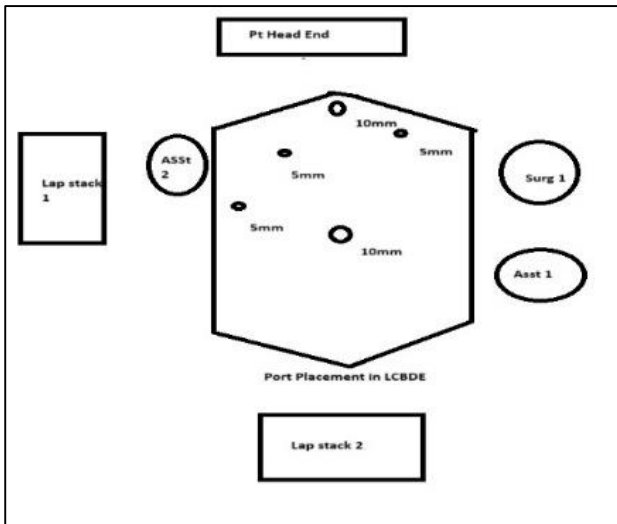 Pt Head End
10mm
5mm
ASSt
2
5mm
Lap stack
1
Surg 1
5mm
10mm
Asst 1
Port Placement in LCBDE
Lap stack 2